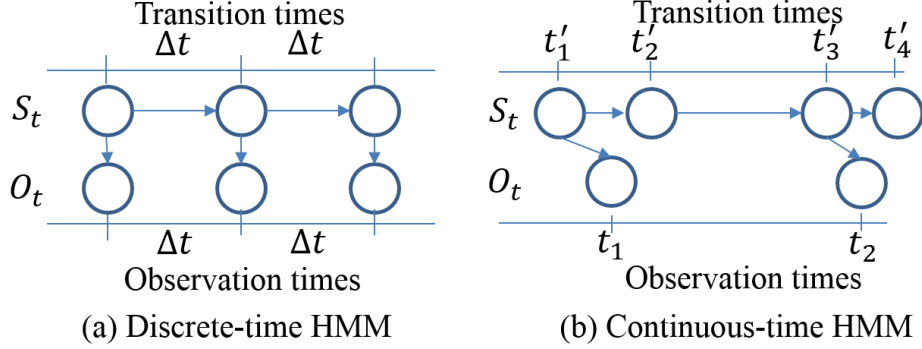 Transition times
Δt Δt
S_t
O_t
Δt Δt
Observation times
(a) Discrete-time HMM
Transition times
t′_1 t′_2 t′_3 t′_4
S_t
O_t
t_1 t_2
Observation times
(b) Continuous-time HMM